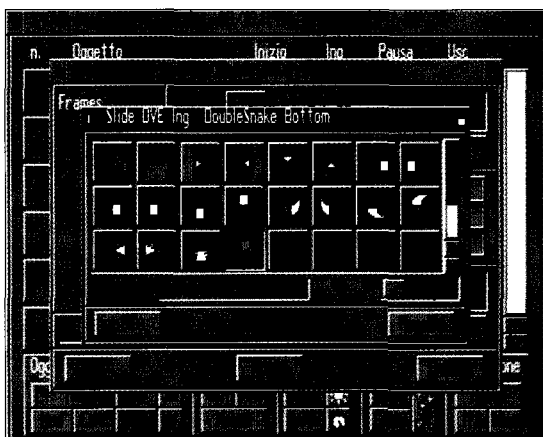 n. Oggetto Inizio Ing Pausa Usc
Frames
Slide DVE Ing DoubleSnake Bottom
Ogg one